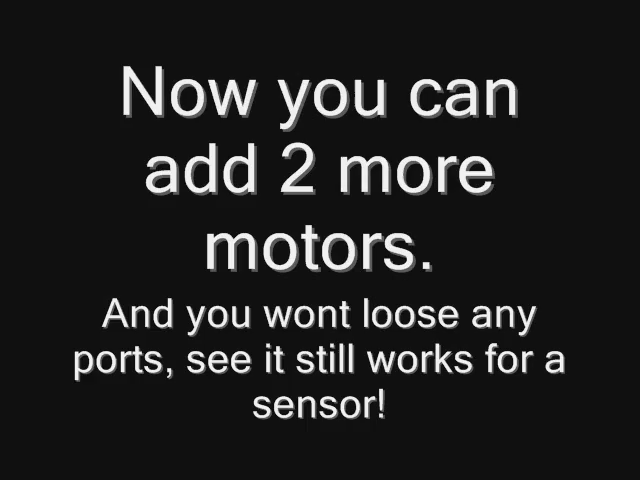 Now you can
add 2 more
motors.
And you wont loose any
ports, see it still works for a
sensor!